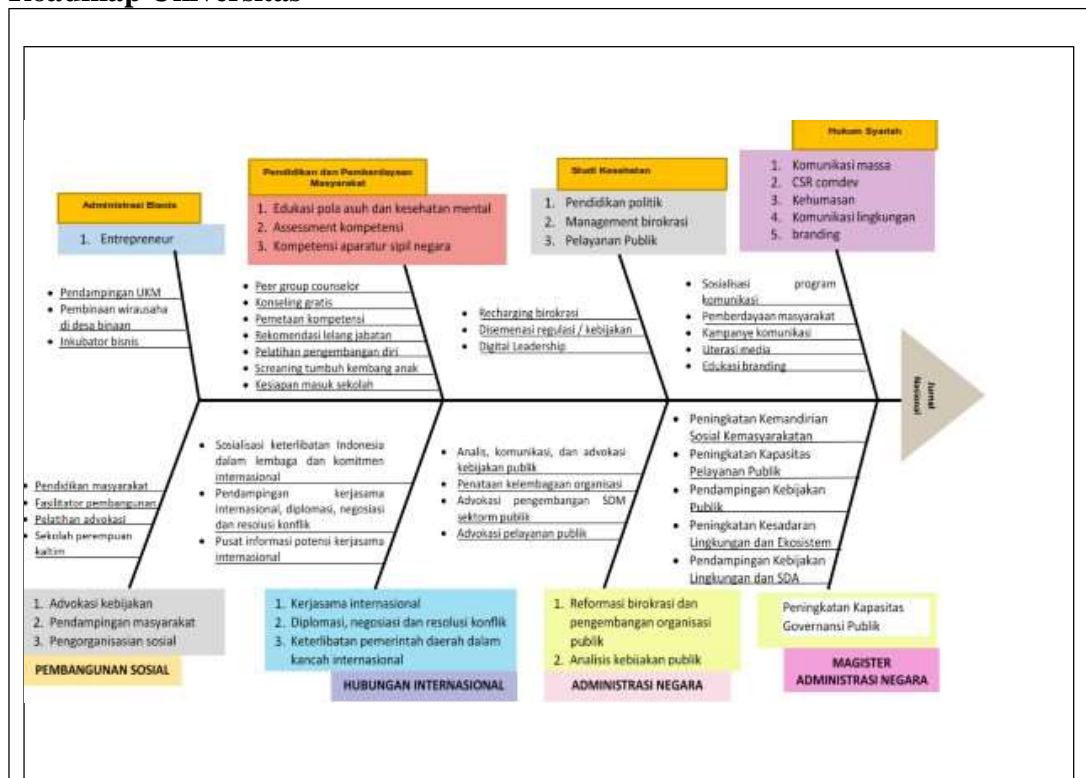 Roadmap Universitas
Hukum Syariah
1. Komunikasi massa
2. CSR comdev
3. Kehumasan
4. Komunikasi lingkungan
5. branding
Pendidikan dan Pemberdayaan
Masyarakat
1. Edukasi pola asuh dan kesehatan mental
2. Assessment kompetensi
3. Kompetensi aparatur sipil negara
Studi Kesehatan
1. Pendidikan politik
2. Management birokrasi
3. Pelayanan Publik
Administrasi Bisnis
1. Entrepreneur
• Pendampingan UKM
• Pembinaan wirausaha
di desa binaan
• Inkubator bisnis
• Peer group counselor
• Konseling gratis
• Pemetaan kompetensi
• Rekomendasi lelang jabatan
• Pelatihan pengembangan diri
• Screaning tumbuh kembang anak
• Kesiapan masuk sekolah
• Recharging birokrasi
• Disemenasi regulasi / kebijakan
• Digital Leadership
• Sosialisasi program
komunikasi
• Pemberdayaan masyarakat
• Kampanye komunikasi
• Literasi media
• Edukasi branding
Jurnal
Nasional
• Pendidikan masyarakat
• Fasilitator pembangunan
• Pelatihan advokasi
• Sekolah perempuan
kaltim
• Sosialisasi keterlibatan Indonesia
dalam lembaga dan komitmen
internasional
• Pendampingan kerjasama
internasional, diplomasi, negosiasi
dan resolusi konflik
• Pusat informasi potensi kerjasama
internasional
• Analis, komunikasi, dan advokasi
kebijakan publik
• Penataan kelembagaan organisasi
• Advokasi pengembangan SDM
sektorm publik
• Advokasi pelayanan publik
• Peningkatan Kemandirian
Sosial Kemasyarakatan
• Peningkatan Kapasitas
Pelayanan Publik
• Pendampingan Kebijakan
Publik
• Peningkatan Kesadaran
Lingkungan dan Ekosistem
• Pendampingan Kebijakan
Lingkungan dan SDA
1. Advokasi kebijakan
2. Pendampingan masyarakat
3. Pengorganisasian sosial
PEMBANGUNAN SOSIAL
1. Kerjasama internasional
2. Diplomasi, negosiasi dan resolusi konflik
3. Keterlibatan pemerintah daerah dalam
kancah internasional
HUBUNGAN INTERNASIONAL
1. Reformasi birokrasi dan
pengembangan organisasi
publik
2. Analisis kebijakan publik
ADMINISTRASI NEGARA
Peningkatan Kapasitas
Governansi Publik
MAGISTER
ADMINISTRASI NEGARA